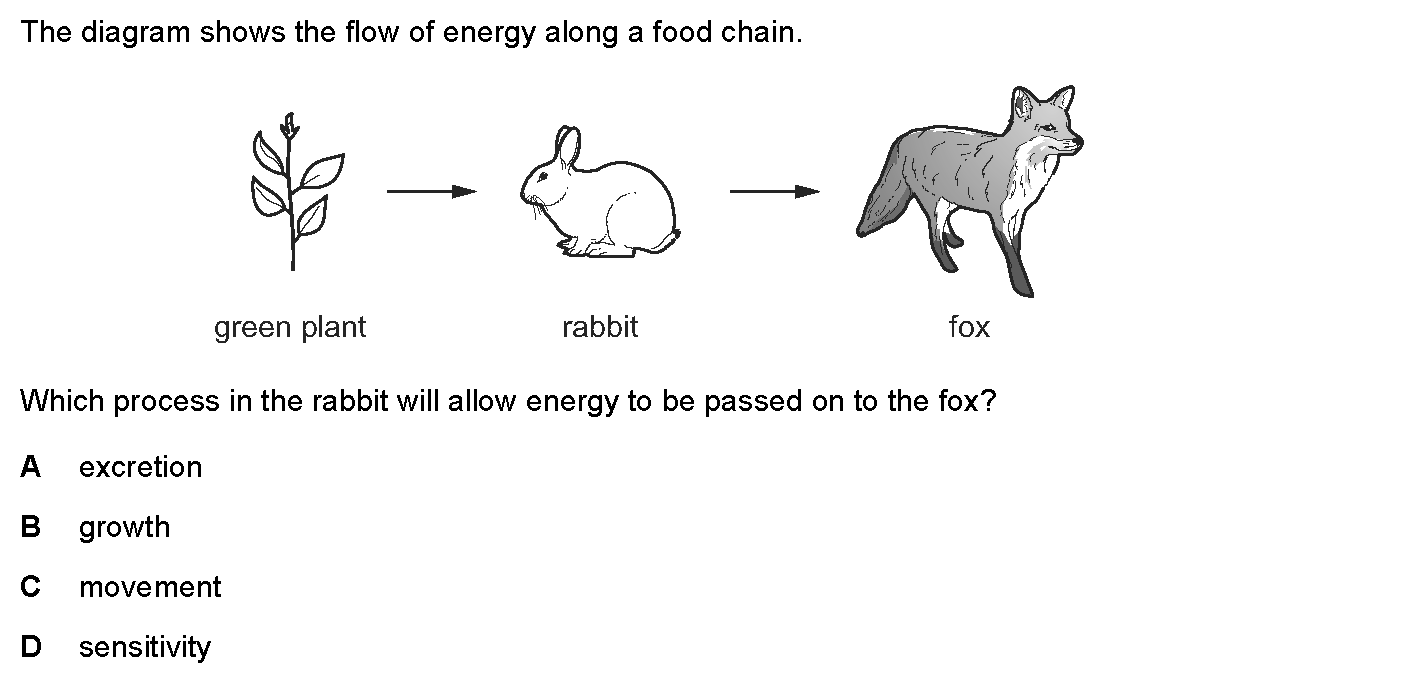 The diagram shows the flow of energy along a food chain.
green plant rabbit fox
Which process in the rabbit will allow energy to be passed on to the fox?
A excretion
B growth
C movement
D sensitivity